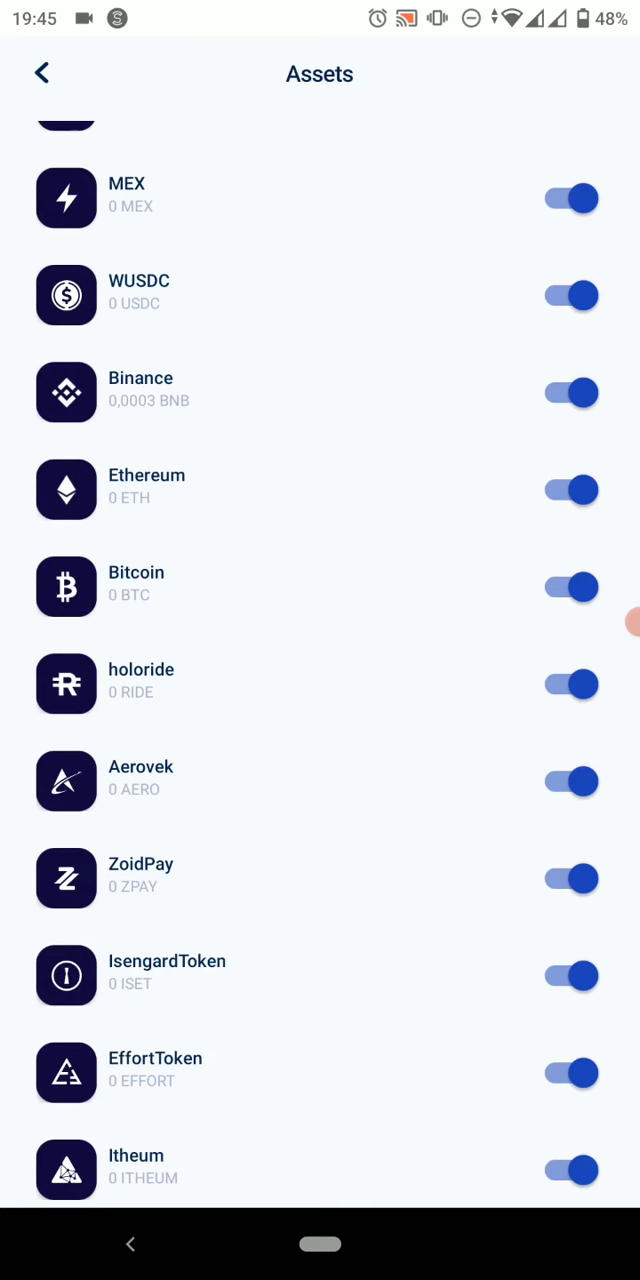 19:45
48%
Assets
MEX
0 MEX
WUSDC
0 USDC
Binance
0,0003 BNB
Ethereum
0 ETH
Bitcoin
0 BTC
holoride
0 RIDE
Aerovek
0 AERO
ZoidPay
0 ZPAY
IsengardToken
0 ISET
EffortToken
0 EFFORT
Itheum
0 ITHEUM